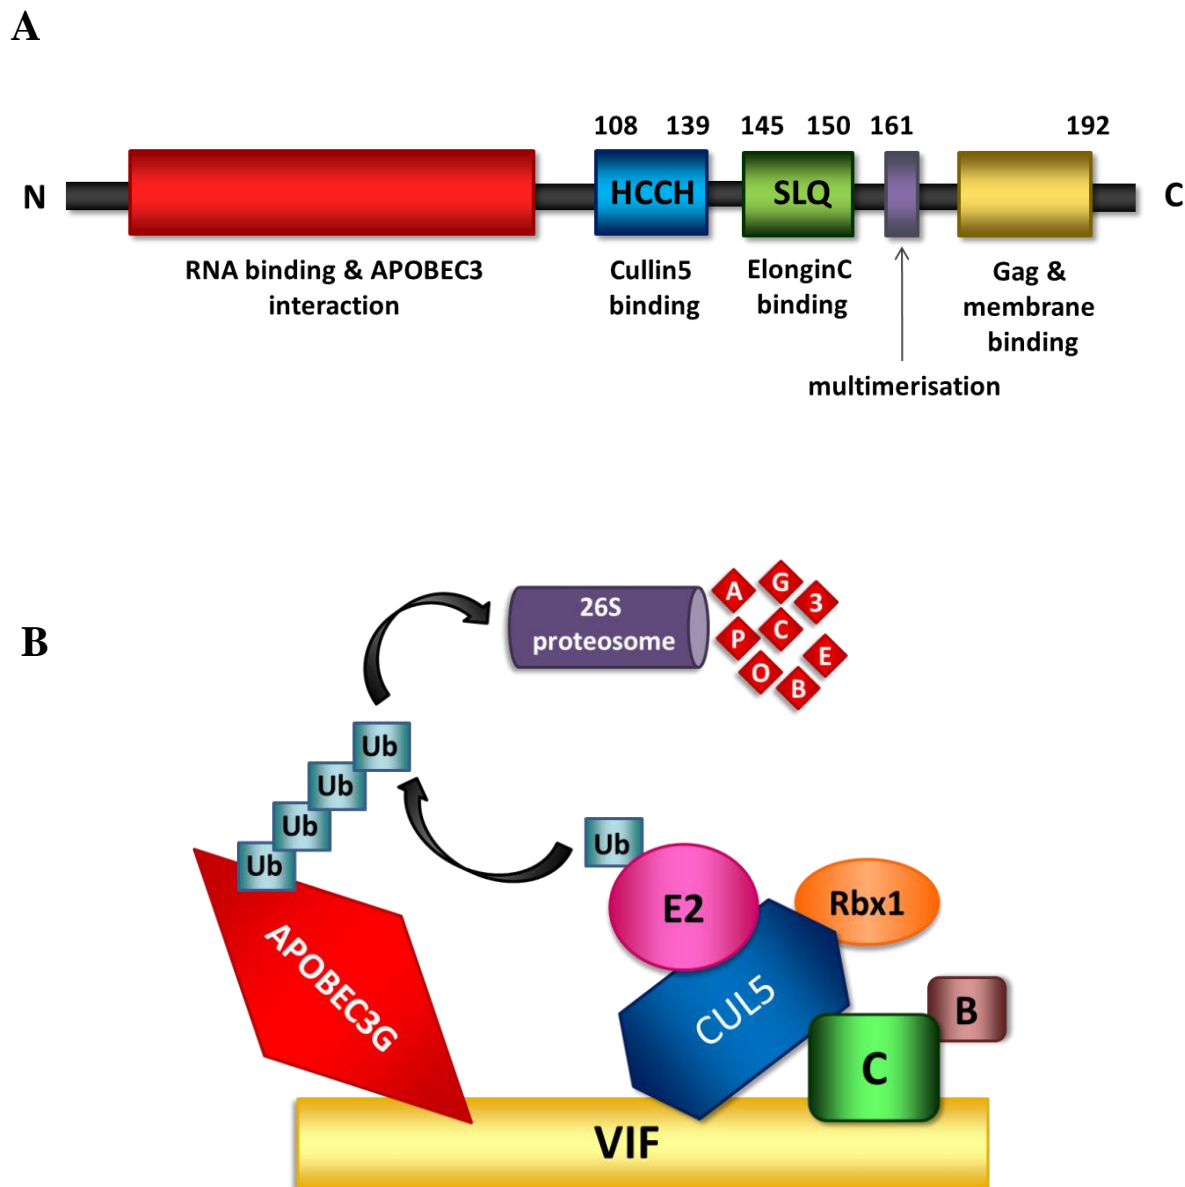 A
108 139 145 150 161 192
N HCCH SLQ C
RNA binding & APOBEC3
interaction
Cullin5
binding
ElonginC
binding
Gag &
membrane
binding
multimerisation
B
26S
proteosome
A
G
3
P
C
E
O
B
Ub
Ub
Ub
Ub
Ub
E2
Rbx1
APOBEC3G
CUL5
B
C
VIF